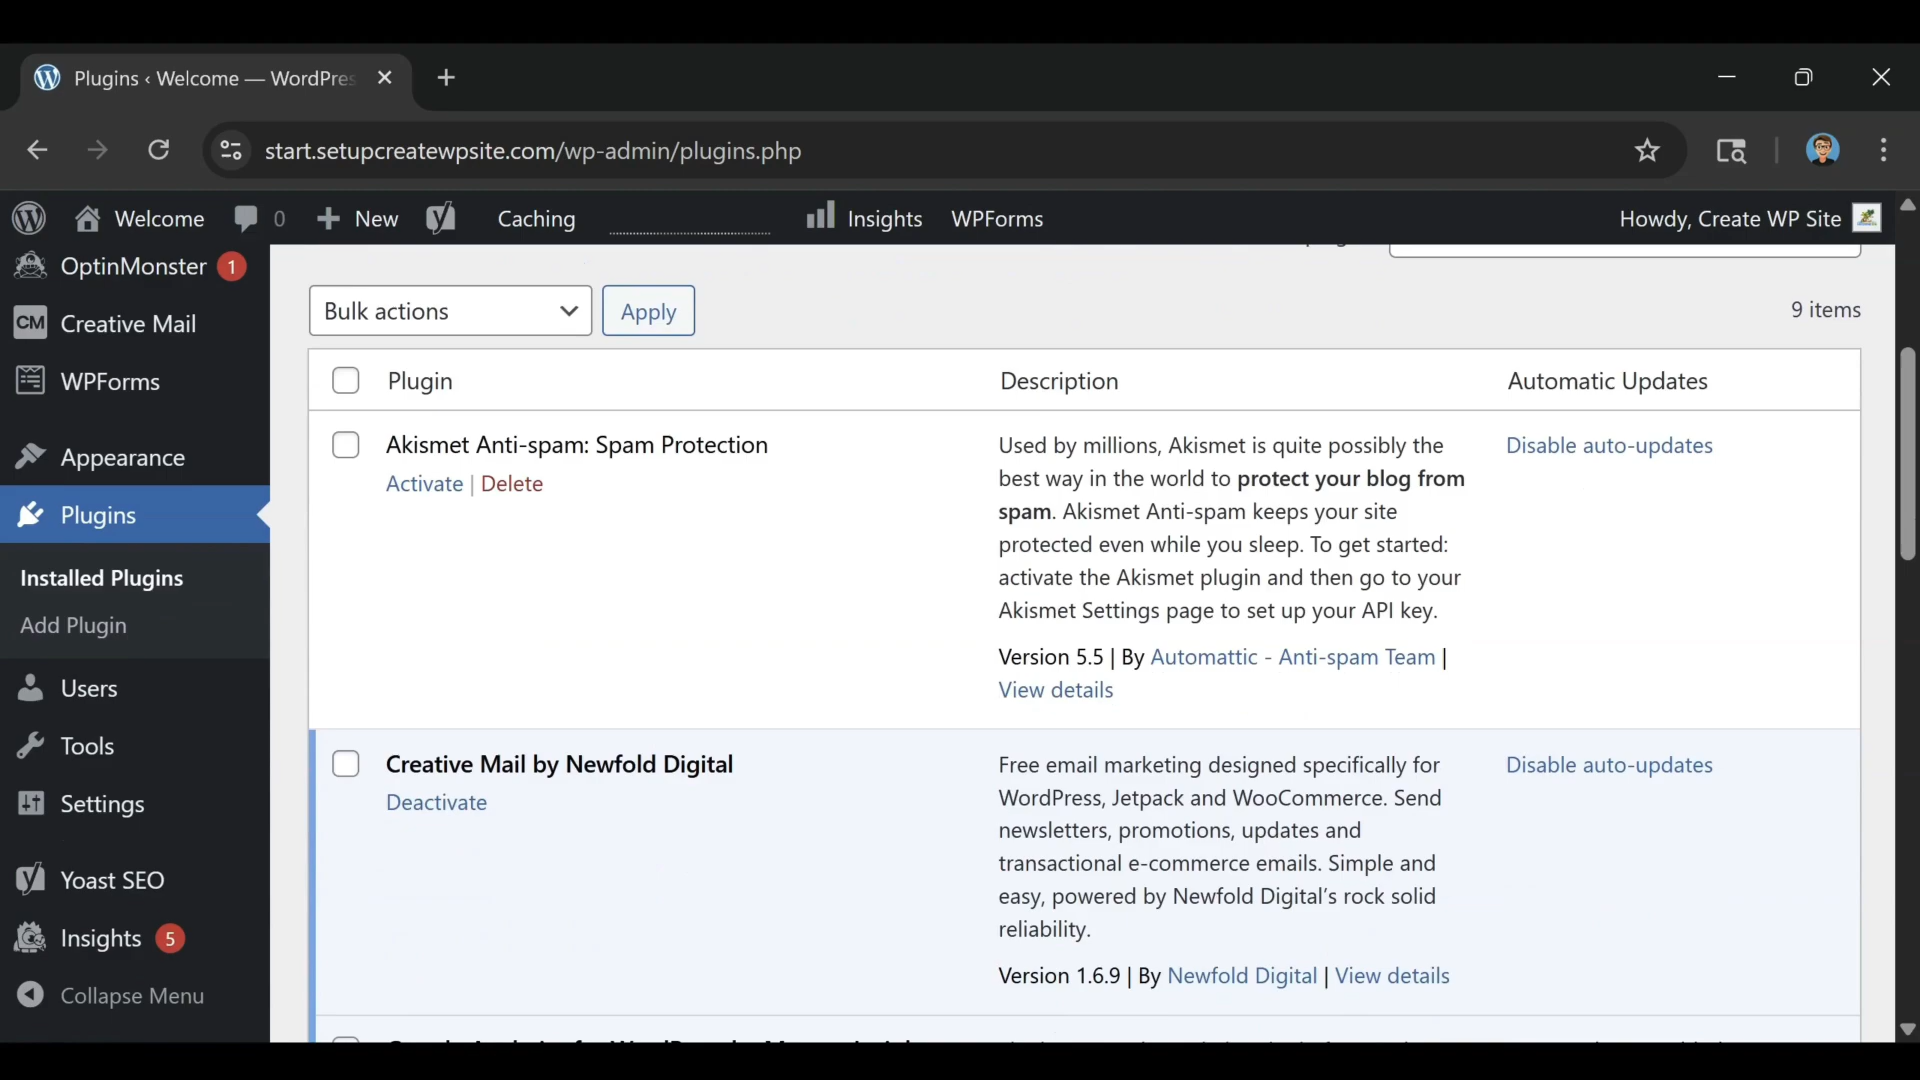 Plugins ‹ Welcome — WordPres
start.setupcreatewpsite.com/wp-admin/plugins.php
Welcome 0 New Caching Insights WPForms Howdy, Create WP Site
OptinMonster 1
CM Creative Mail
WPForms
Appearance
Plugins
Installed Plugins
Add Plugin
Users
Tools
Settings
Yoast SEO
Insights 5
Collapse Menu
Bulk actions Apply 9 items
Plugin Description Automatic Updates
Akismet Anti-spam: Spam Protection
Activate | Delete
Used by millions, Akismet is quite possibly the
best way in the world to protect your blog from
spam. Akismet Anti-spam keeps your site
protected even while you sleep. To get started:
activate the Akismet plugin and then go to your
Akismet Settings page to set up your API key.
Version 5.5 | By Automattic - Anti-spam Team |
View details
Disable auto-updates
Creative Mail by Newfold Digital
Deactivate
Free email marketing designed specifically for
WordPress, Jetpack and WooCommerce. Send
newsletters, promotions, updates and
transactional e-commerce emails. Simple and
easy, powered by Newfold Digital’s rock solid
reliability.
Version 1.6.9 | By Newfold Digital | View details
Disable auto-updates